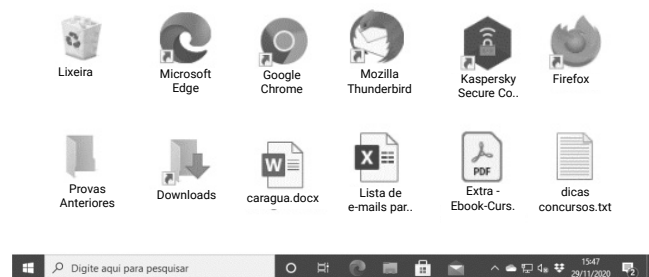 Lixeira
Microsoft
Edge
Google
Chrome
Mozilla
Thunderbird
Kaspersky
Secure Co..
Firefox
Provas
Anteriores
Downloads
W
caragua.docx
X
Lista de
e-mails par..
PDF
Extra -
Ebook-Curs.
dicas
concursos.txt
Digite aqui para pesquisar
15:47
29/11/2020
2